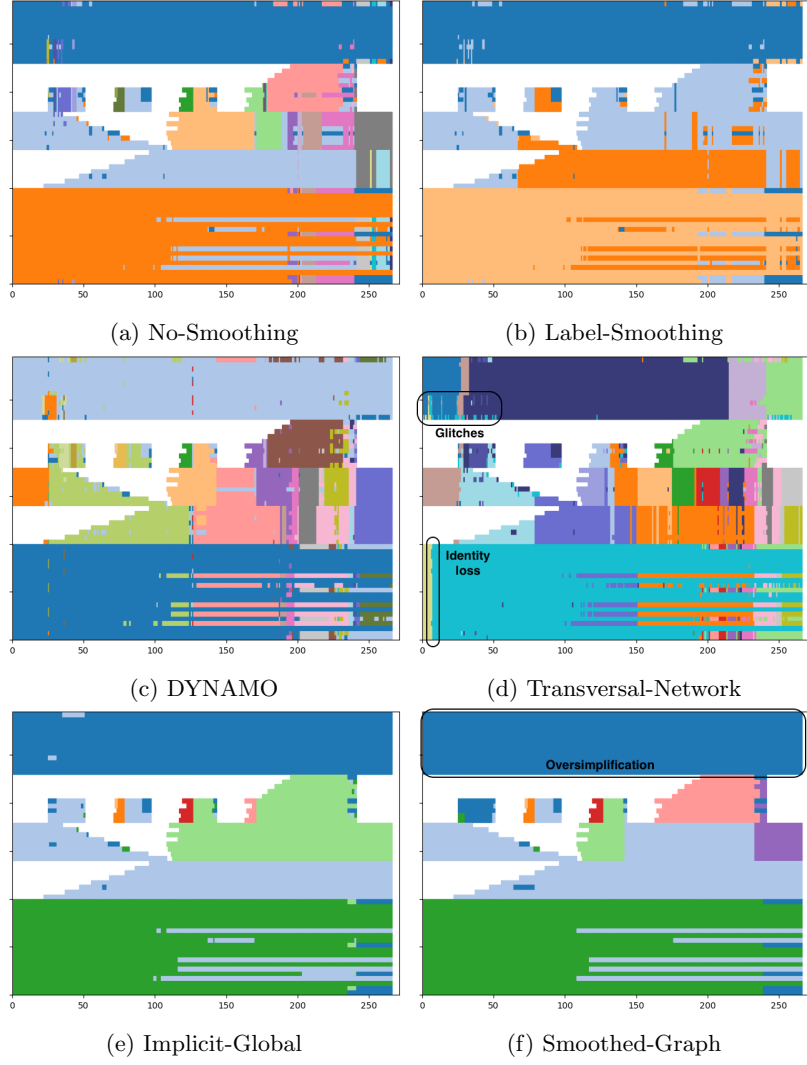 0 50 100 150 200 250 0 50 100 150 200 250
(a) No-Smoothing (b) Label-Smoothing
Glitches
Identity
loss
0 50 100 150 200 250 0 50 100 150 200 250
(c) DYNAMO (d) Transversal-Network
Oversimplification
0 50 100 150 200 250 0 50 100 150 200 250
(e) Implicit-Global (f) Smoothed-Graph